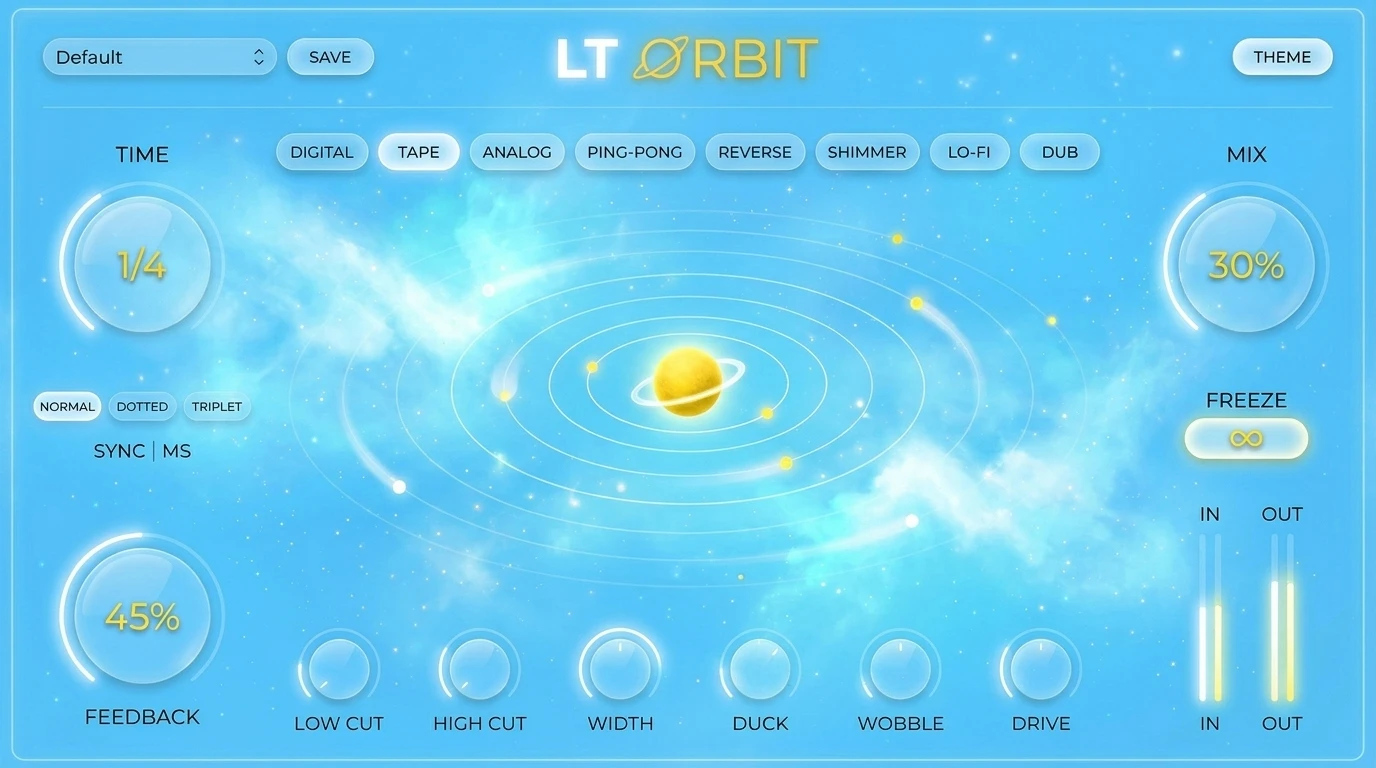 Default
SAVE
LT ORBIT
THEME
TIME
DIGITAL
TAPE
ANALOG
PING-PONG
REVERSE
SHIMMER
LO-FI
DUB
MIX
1/4
30%
NORMAL
DOTTED
TRIPLET
SYNC | MS
FREEZE
∞
IN
OUT
45%
FEEDBACK
LOW CUT
HIGH CUT
WIDTH
DUCK
WOBBLE
DRIVE
IN
OUT